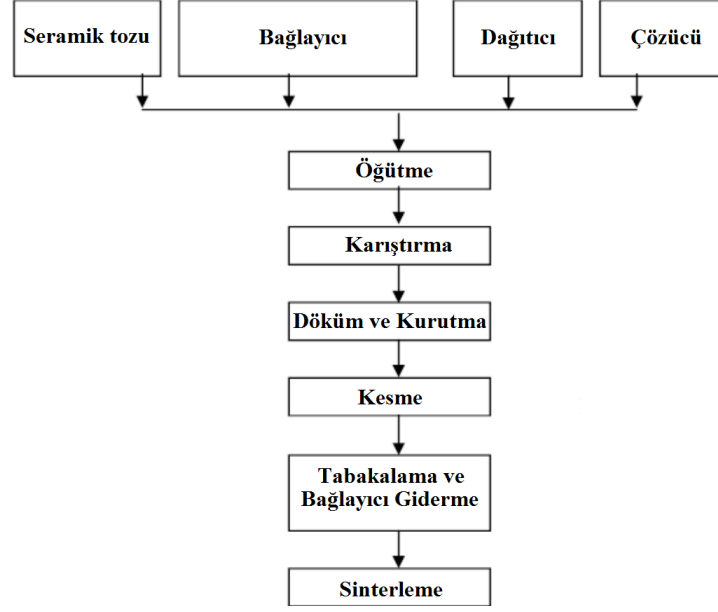 Seramik tozu
Bağlayıcı
Dağıtıcı
Çözücü
Öğütme
Karıştırma
Döküm ve Kurutma
Kesme
Tabakalama ve
Bağlayıcı Giderme
Sinterleme